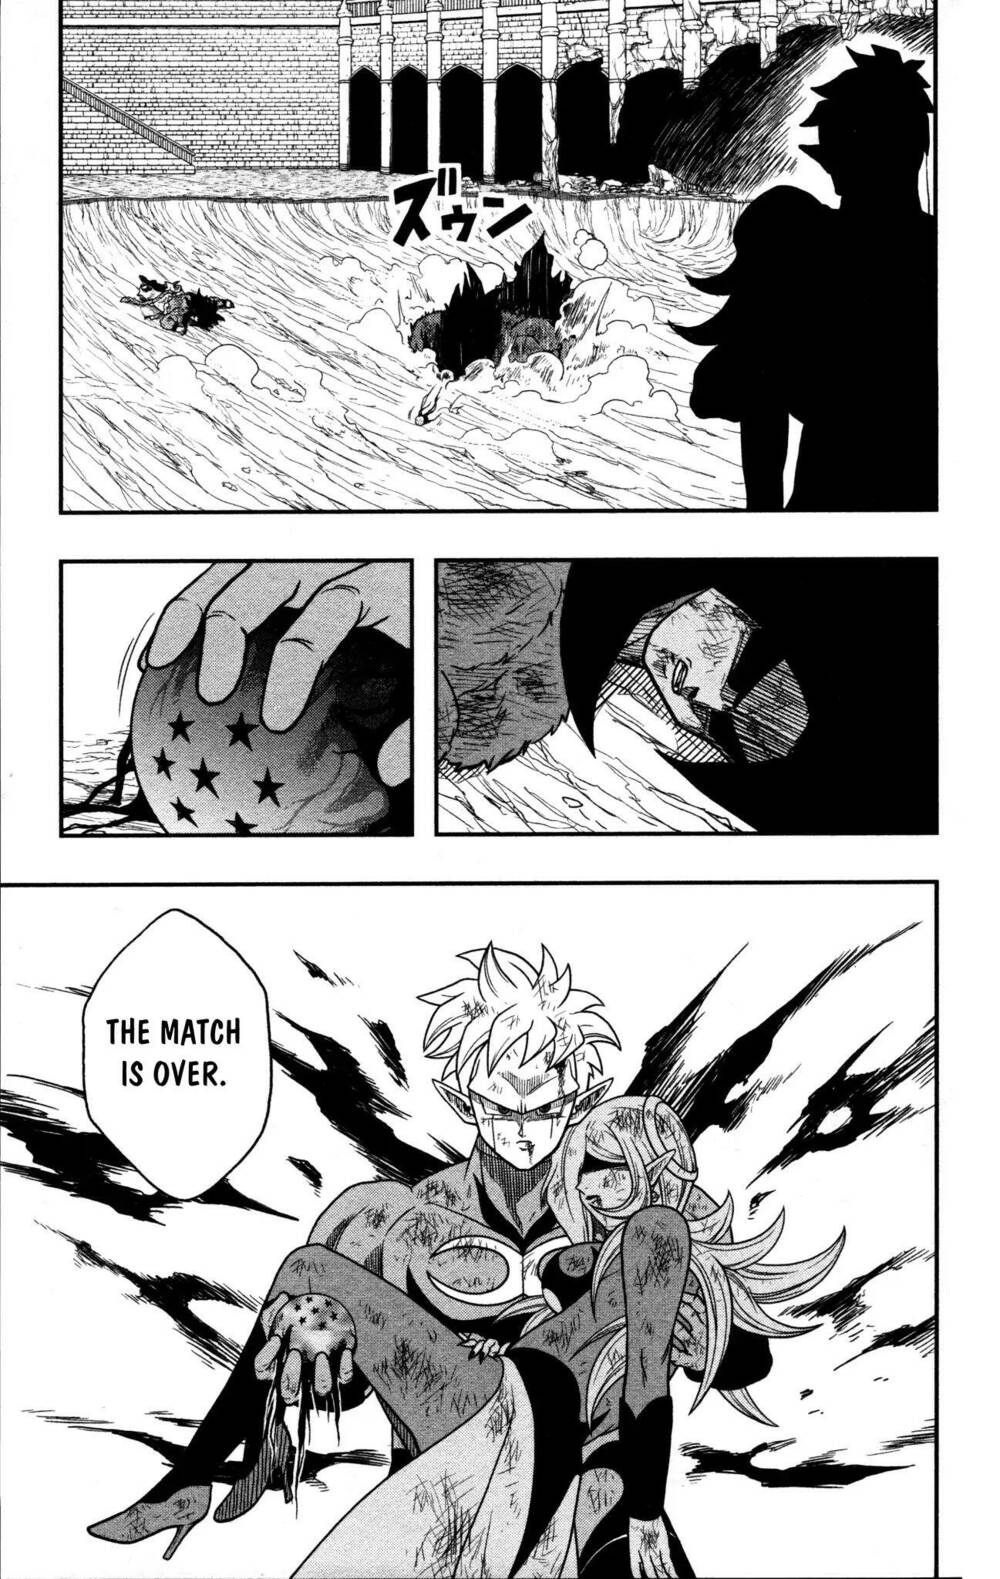 ズゥン
THE MATCH
IS OVER.